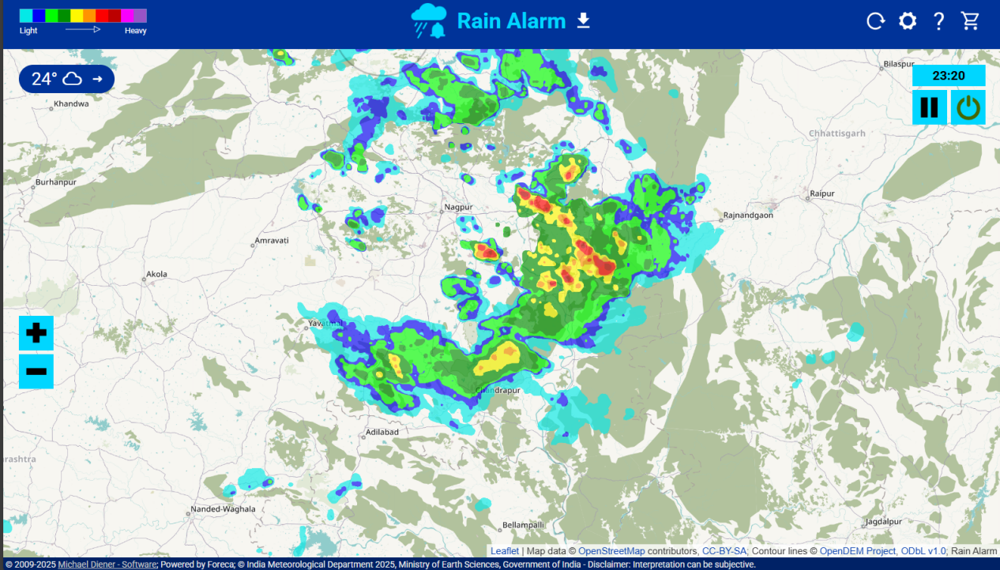 Light
Heavy
Rain Alarm
24°
23:20
Bilaspur
Khandwa
Chhattisgarh
Burhanpur
Raipur
Nagpur
Rajnandgaon
Amravati
Akola
Yavatmal
Chandrapur
Adilabad
arashtra
Nanded-Waghala
Bellampalli
Jagdalpur
Leaflet | Map data © OpenStreetMap contributors, CC-BY-SA; Contour lines © OpenDEM Project, ODbL v1.0; Rain Alarm
© 2009-2025 Michael Diener - Software; Powered by Foreca; © India Meteorological Department 2025, Ministry of Earth Sciences, Government of India - Disclaimer: Interpretation can be subjective.